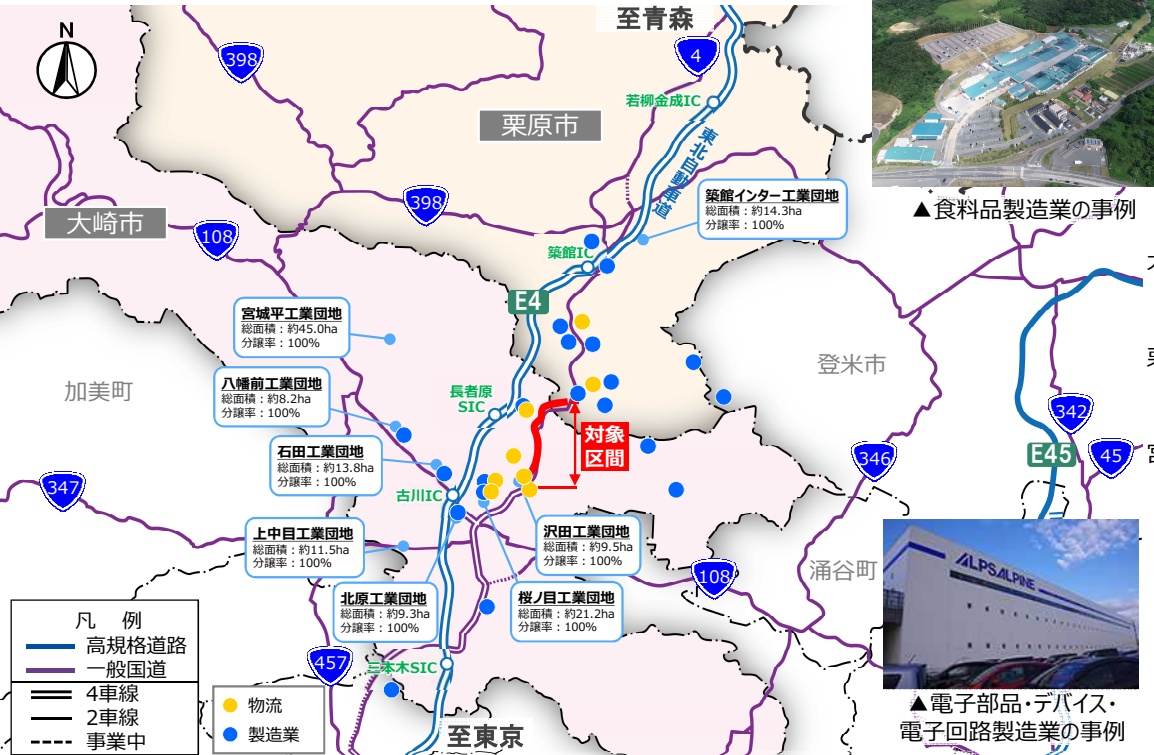 至青森
N
398
4
若柳金成IC
栗原市
東北自動車道
▲食料品製造業の事例
398
築館インター工業団地
総面積：約14.3ha
分譲率：100%
大崎市
108
築館IC
E4
宮城平工業団地
総面積：約45.0ha
分譲率：100%
登米市
加美町
八幡前工業団地
総面積：約8.2ha
分譲率：100%
長者原
SIC
対象
区間
342
E45
45
346
石田工業団地
総面積：約13.8ha
分譲率：100%
347
古川IC
上中目工業団地
総面積：約11.5ha
分譲率：100%
沢田工業団地
総面積：約9.5ha
分譲率：100%
涌谷町
108
ALPSALPINE
北原工業団地
総面積：約9.3ha
分譲率：100%
桜ノ目工業団地
総面積：約21.2ha
分譲率：100%
凡　例
高規格道路
一般国道
4車線
2車線
事業中
457
三本木SIC
物流
製造業
至東京
▲電子部品・デバイス・
電子回路製造業の事例